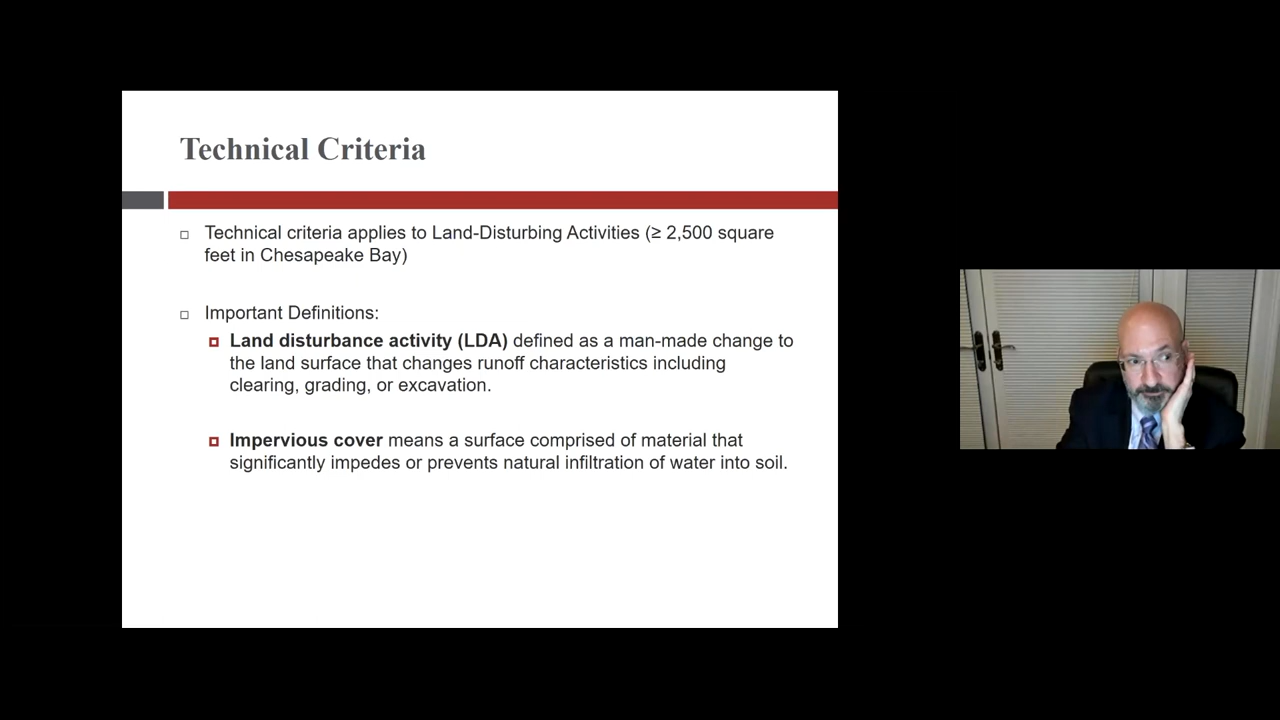 Technical Criteria
Technical criteria applies to Land-Disturbing Activities (≥ 2,500 square
feet in Chesapeake Bay)
Important Definitions:
Land disturbance activity (LDA) defined as a man-made change to
the land surface that changes runoff characteristics including
clearing, grading, or excavation.
Impervious cover means a surface comprised of material that
significantly impedes or prevents natural infiltration of water into soil.